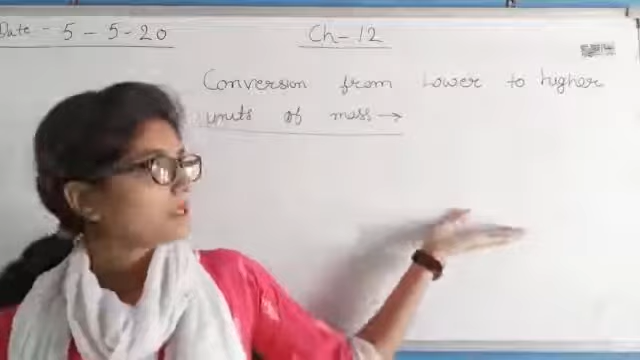 Date - 5 - 5 - 20
Ch - 12
Conversion from Lower to higher
units of mass →